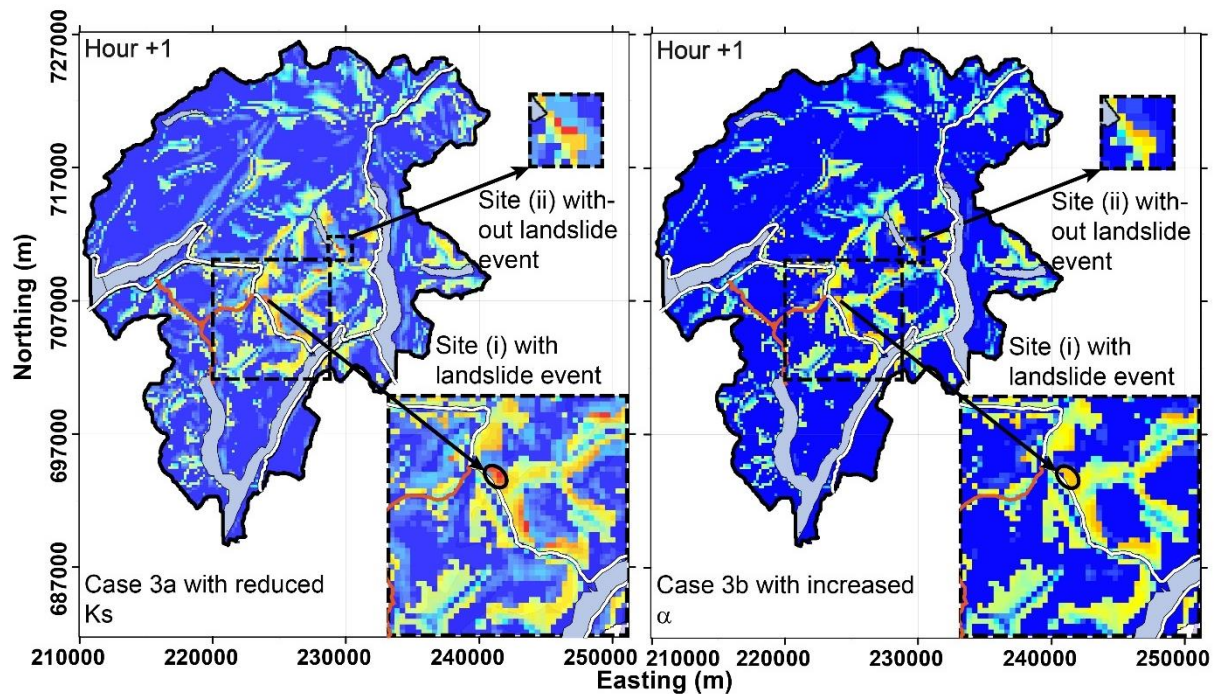 Hour +1
Site (ii) with-
out landslide
event
Site (i) with
landslide event
Case 3a with reduced
Ks
Hour +1
Site (ii) with-
out landslide
event
Site (i) with
landslide event
Case 3b with increased
α
Northing (m)
727000
717000
707000
697000
687000
210000 220000 230000 240000 250000
210000 220000 230000 240000 250000
Easting (m)